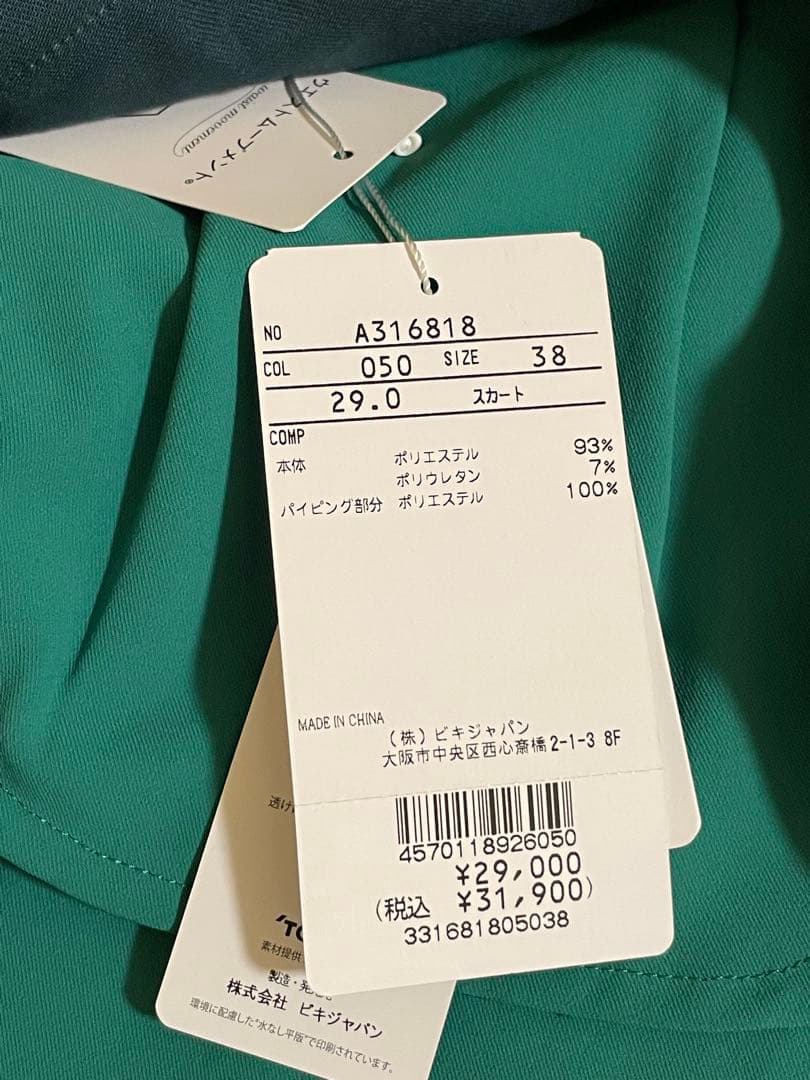 ウエストムーブメント®
waist movement
NO A316818
COL 050 SIZE 38
29.0 スカート
COMP
本体 ポリエステル 93%
ポリウレタン 7%
パイピング部分 ポリエステル 100%
MADE IN CHINA
(株)ビキジャパン
大阪市中央区西心斎橋2-1-3 8F
4570118926050
¥29,000
(税込 ¥31,900)
331681805038
透け
素材提供
製造・発
株式会社 ビキジャパン
環境に配慮した"水なし平版"で印刷されています。